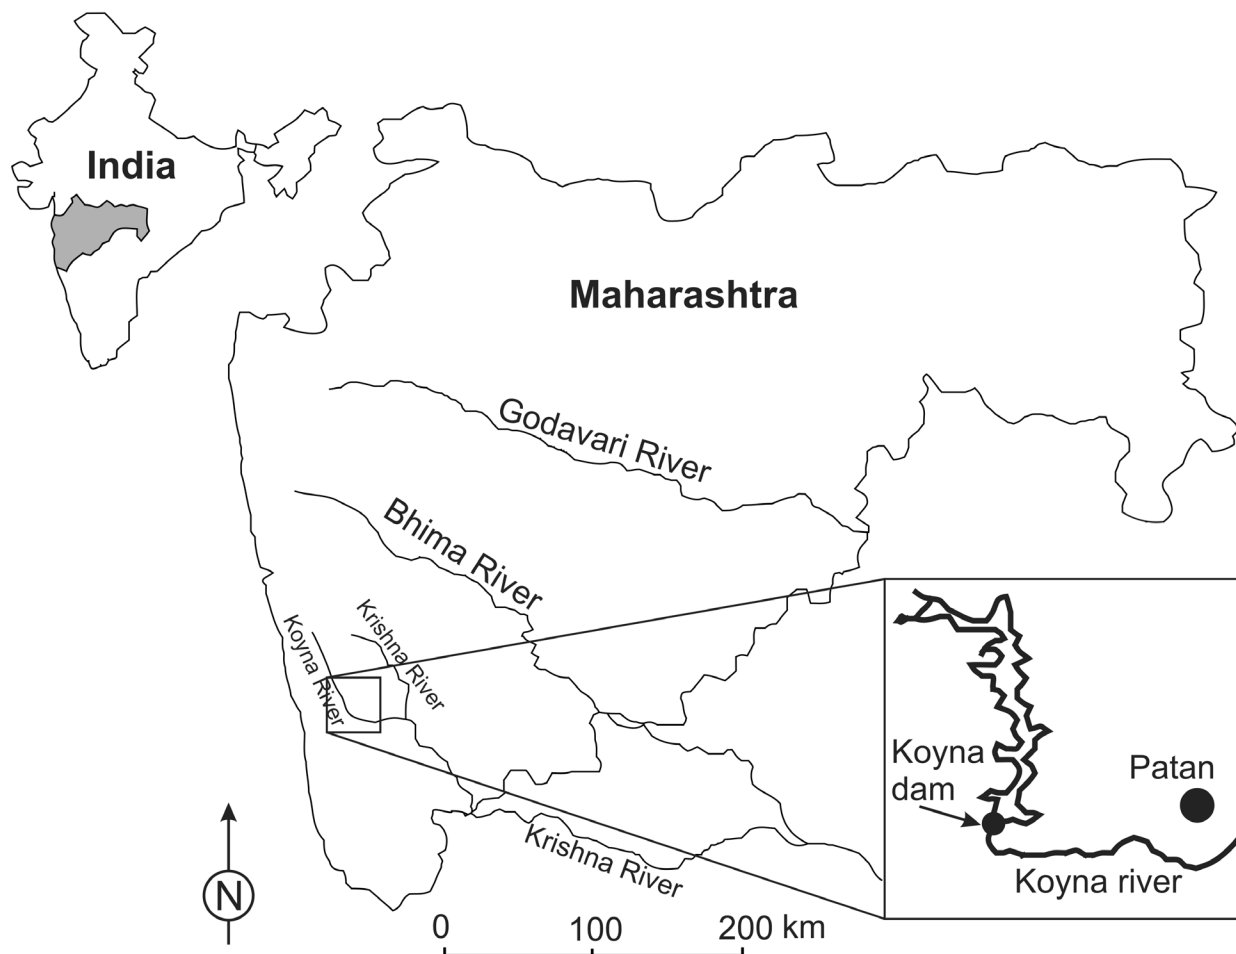 India
Maharashtra
Godavari River
Bhima River
Krishna River
Koyna River
Koyna
dam
Patan
Koyna river
Krishna River
N
0 100 200 km